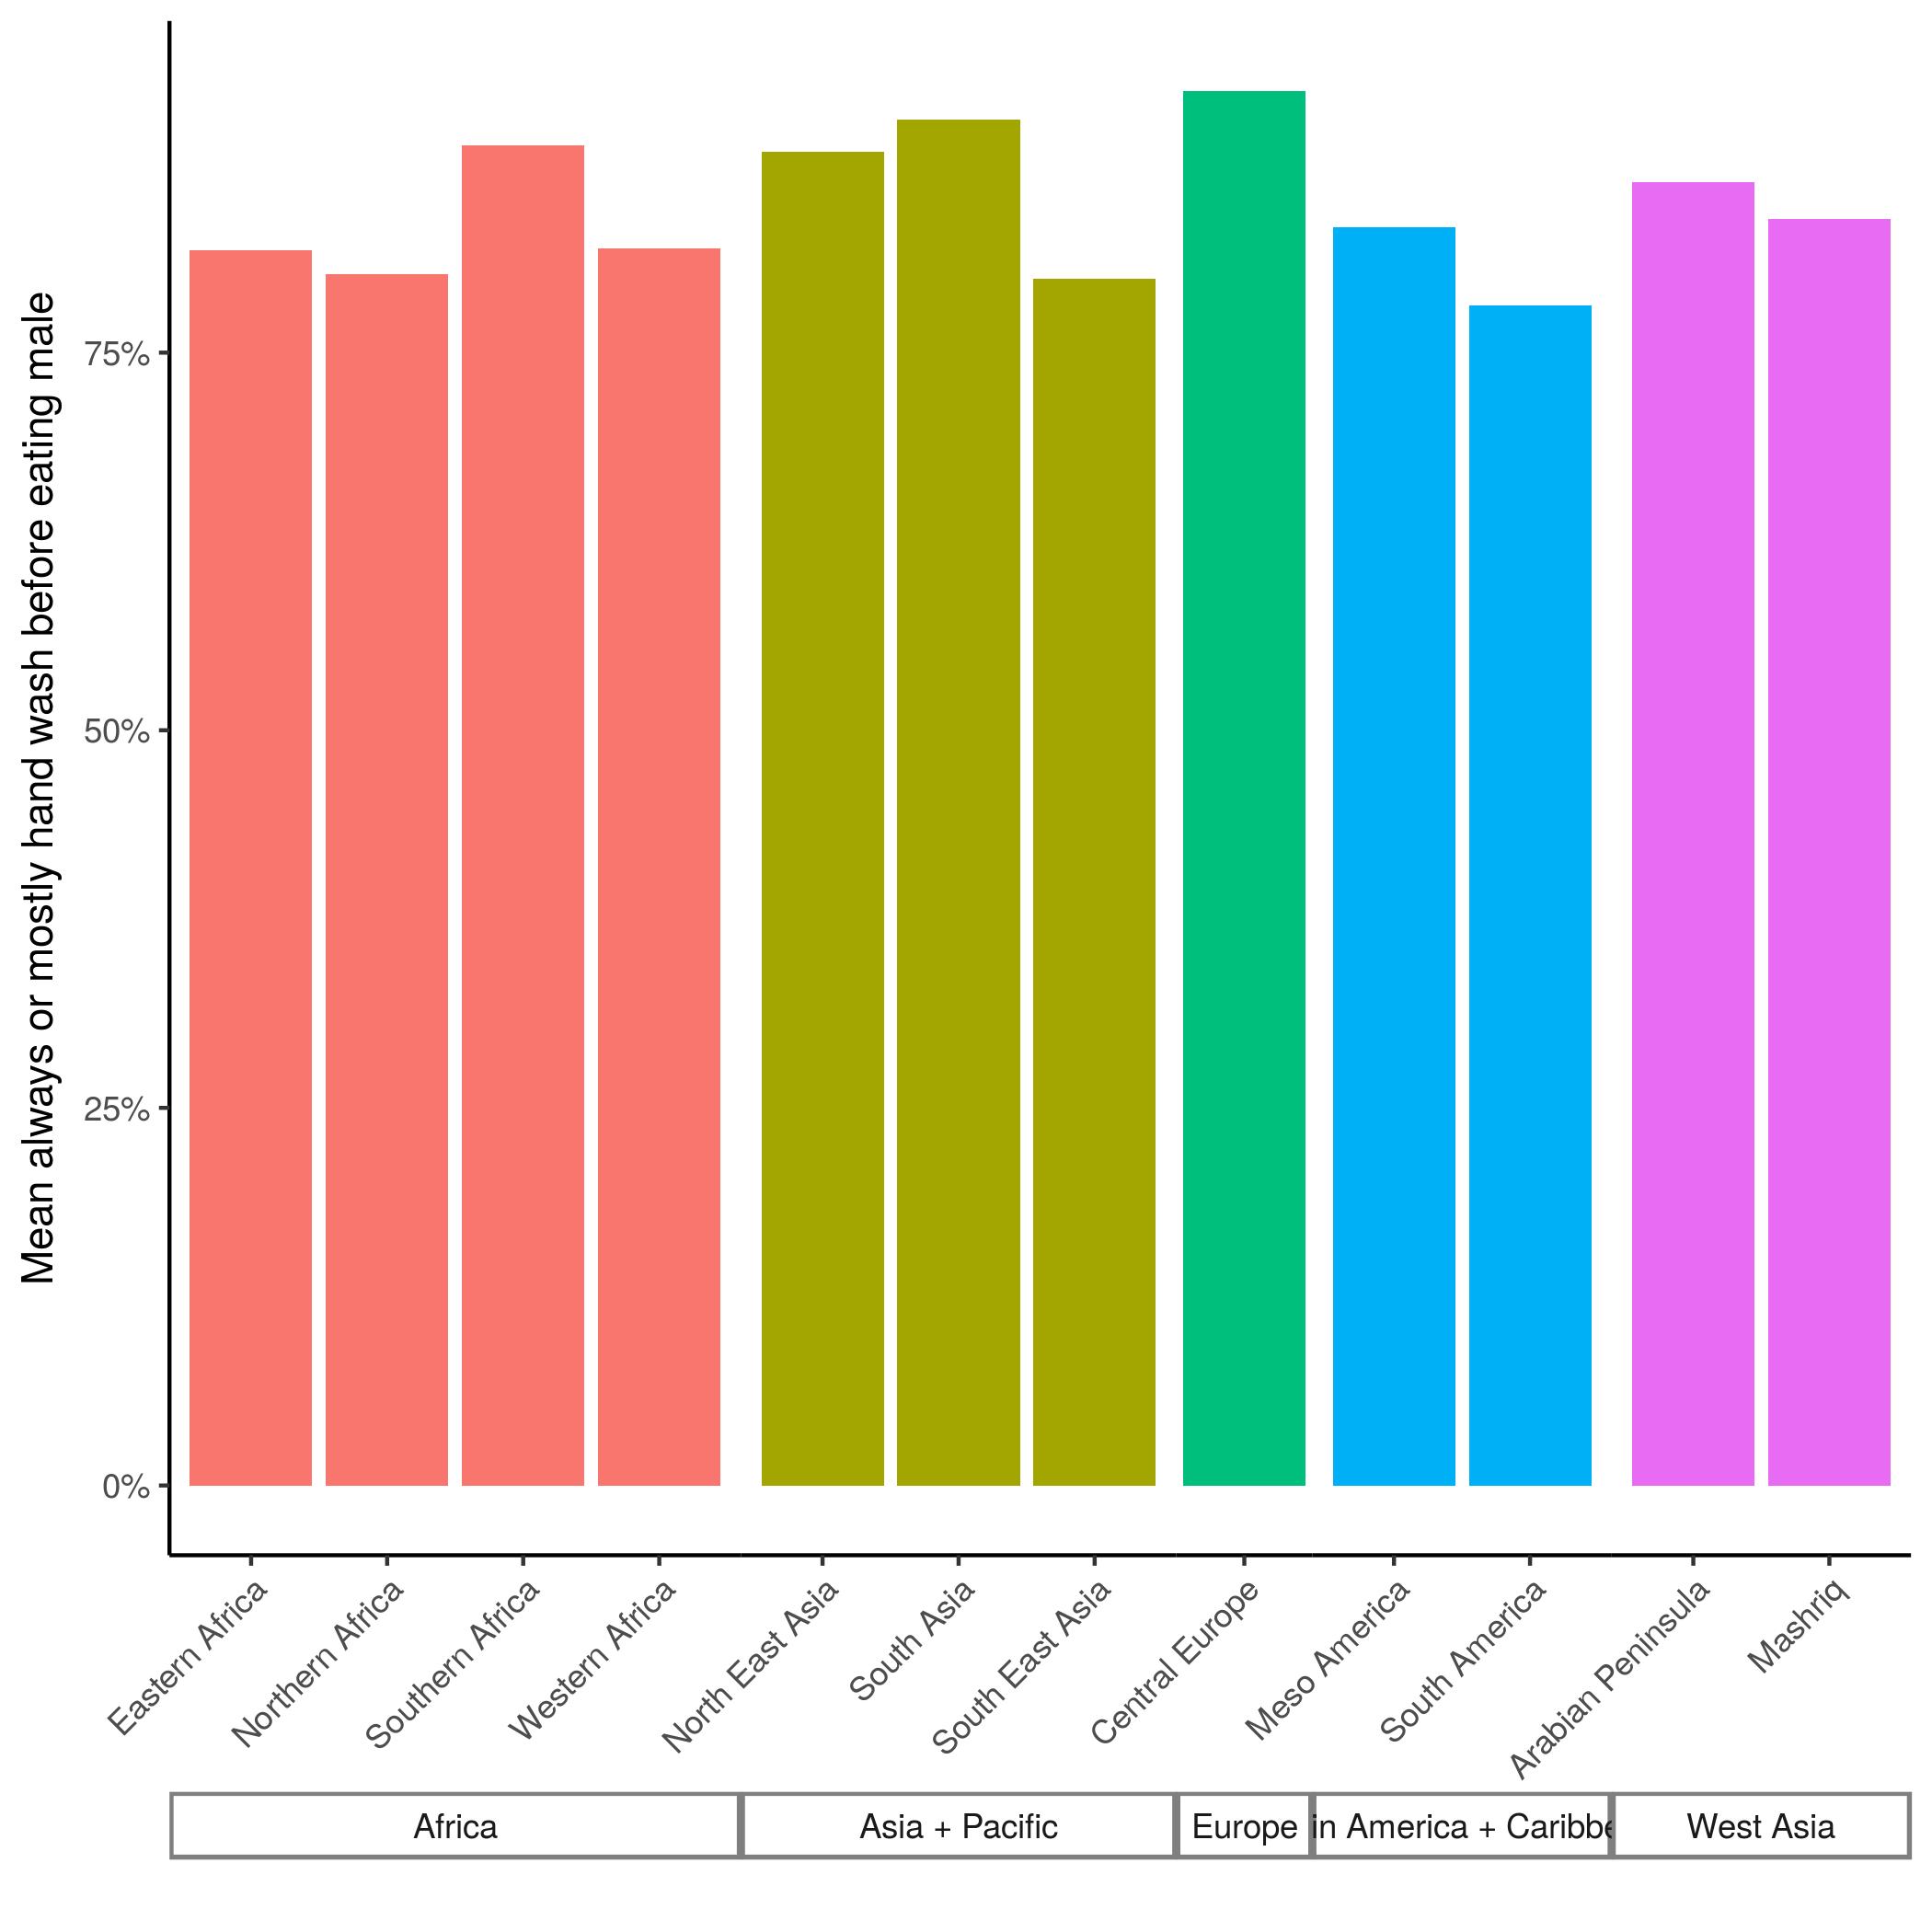 Mean always or mostly hand wash before eating male
75%
50%
25%
0%
Eastern Africa
Northern Africa
Southern Africa
Western Africa
North East Asia
South Asia
South East Asia
Central Europe
Meso America
South America
Arabian Peninsula
Mashriq
Africa
Asia + Pacific
Europe
in America + Caribbe
West Asia